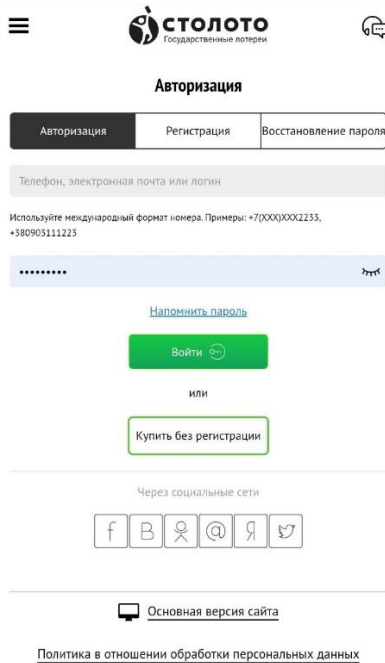 СТОЛОТО
Государственные лотереи
Авторизация
Авторизация
Регистрация
Восстановление пароля
Телефон, электронная почта или логин
Используйте международный формат номера. Примеры: +7(XXX)XXX2233,
+380903111223
•••••••••
Напомнить пароль
Войти
или
Купить без регистрации
Через социальные сети
f В @ Я
Основная версия сайта
Политика в отношении обработки персональных данных